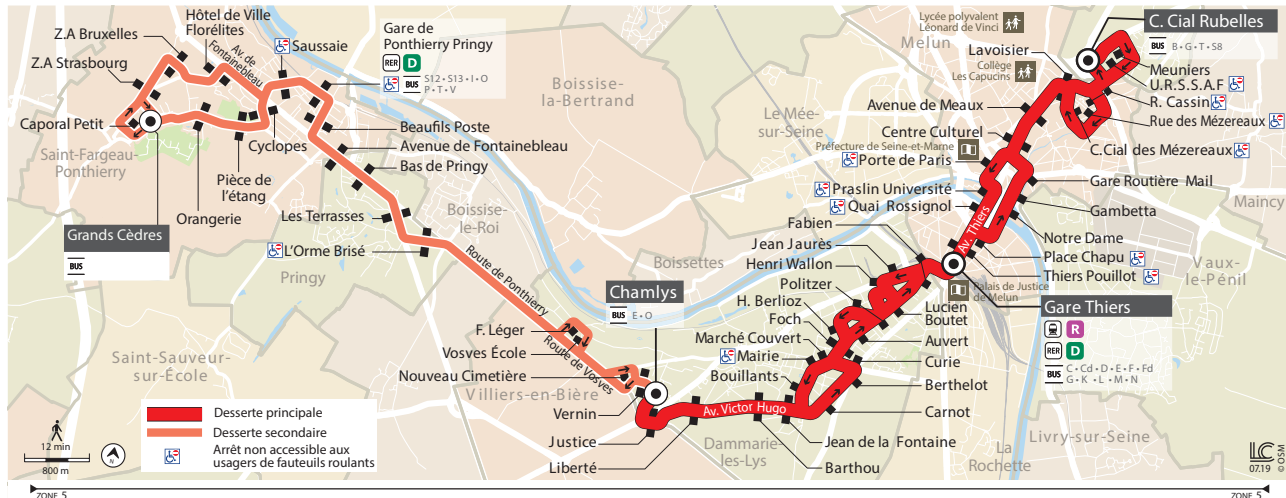 Hôtel de Ville
Florélites
Z.A Bruxelles
Z.A Strasbourg
Av. de
Fontainebleau
Saussaie
Gare de
Ponthierry Pringy
RER D
BUS S12 • S13 • I • O
P • T • V
Caporal Petit
Saint-Fargeau-
Ponthierry
Orangerie
Pièce de
l'étang
Cyclopes
Beaufils Poste
Avenue de Fontainebleau
Bas de Pringy
Grands Cèdres
BUS
Les Terrasses
L'Orme Brisé
Pringy
Boissise-
la-Bertrand
Boissise-
le-Roi
Route de Ponthierry
Boissettes
Chamlys
BUS E • O
F. Léger
Vosves École
Route de Vosves
Nouveau Cimetière
Villiers-en-Bière
Vernin
Justice
Liberté
Saint-Sauveur-
sur-École
Av. Victor Hugo
Dammarie-
les-Lys
Barthou
Jean de la Fontaine
Carnot
Berthelot
Curie
Auvert
Lucien
Boutet
Fabien
Jean Jaurès
Henri Wallon
Politzer
H. Berlioz
Foch
Marché Couvert
Mairie
Bouillants
Lycée polyvalent
Léonard de Vinci
Melun
Collège
Les Capucins
Lavoisier
C. Cial Rubelles
BUS B • G • T • S8
Meuniers
U.R.S.S.A.F
R. Cassin
Rue des Mézereaux
C.Cial des Mézereaux
Avenue de Meaux
Le Mée-
sur-Seine
Centre Culturel
Préfecture de Seine-et-Marne
Porte de Paris
Praslin Université
Quai Rossignol
Gare Routière Mail
Gambetta
Maincy
Notre Dame
Place Chapu
Thiers Pouillot
Av. Thiers
Vaux-
le-Pénil
Palais de Justice
de Melun
Gare Thiers
R
RER D
BUS C • Cd • D • E • F • Fd
G • K • L • M • N
La
Rochette
Livry-sur-Seine
Desserte principale
Desserte secondaire
Arrêt non accessible aux
usagers de fauteuils roulants
12 min
800 m
N
LC
07.19
© OSM
ZONE 5
ZONE 5